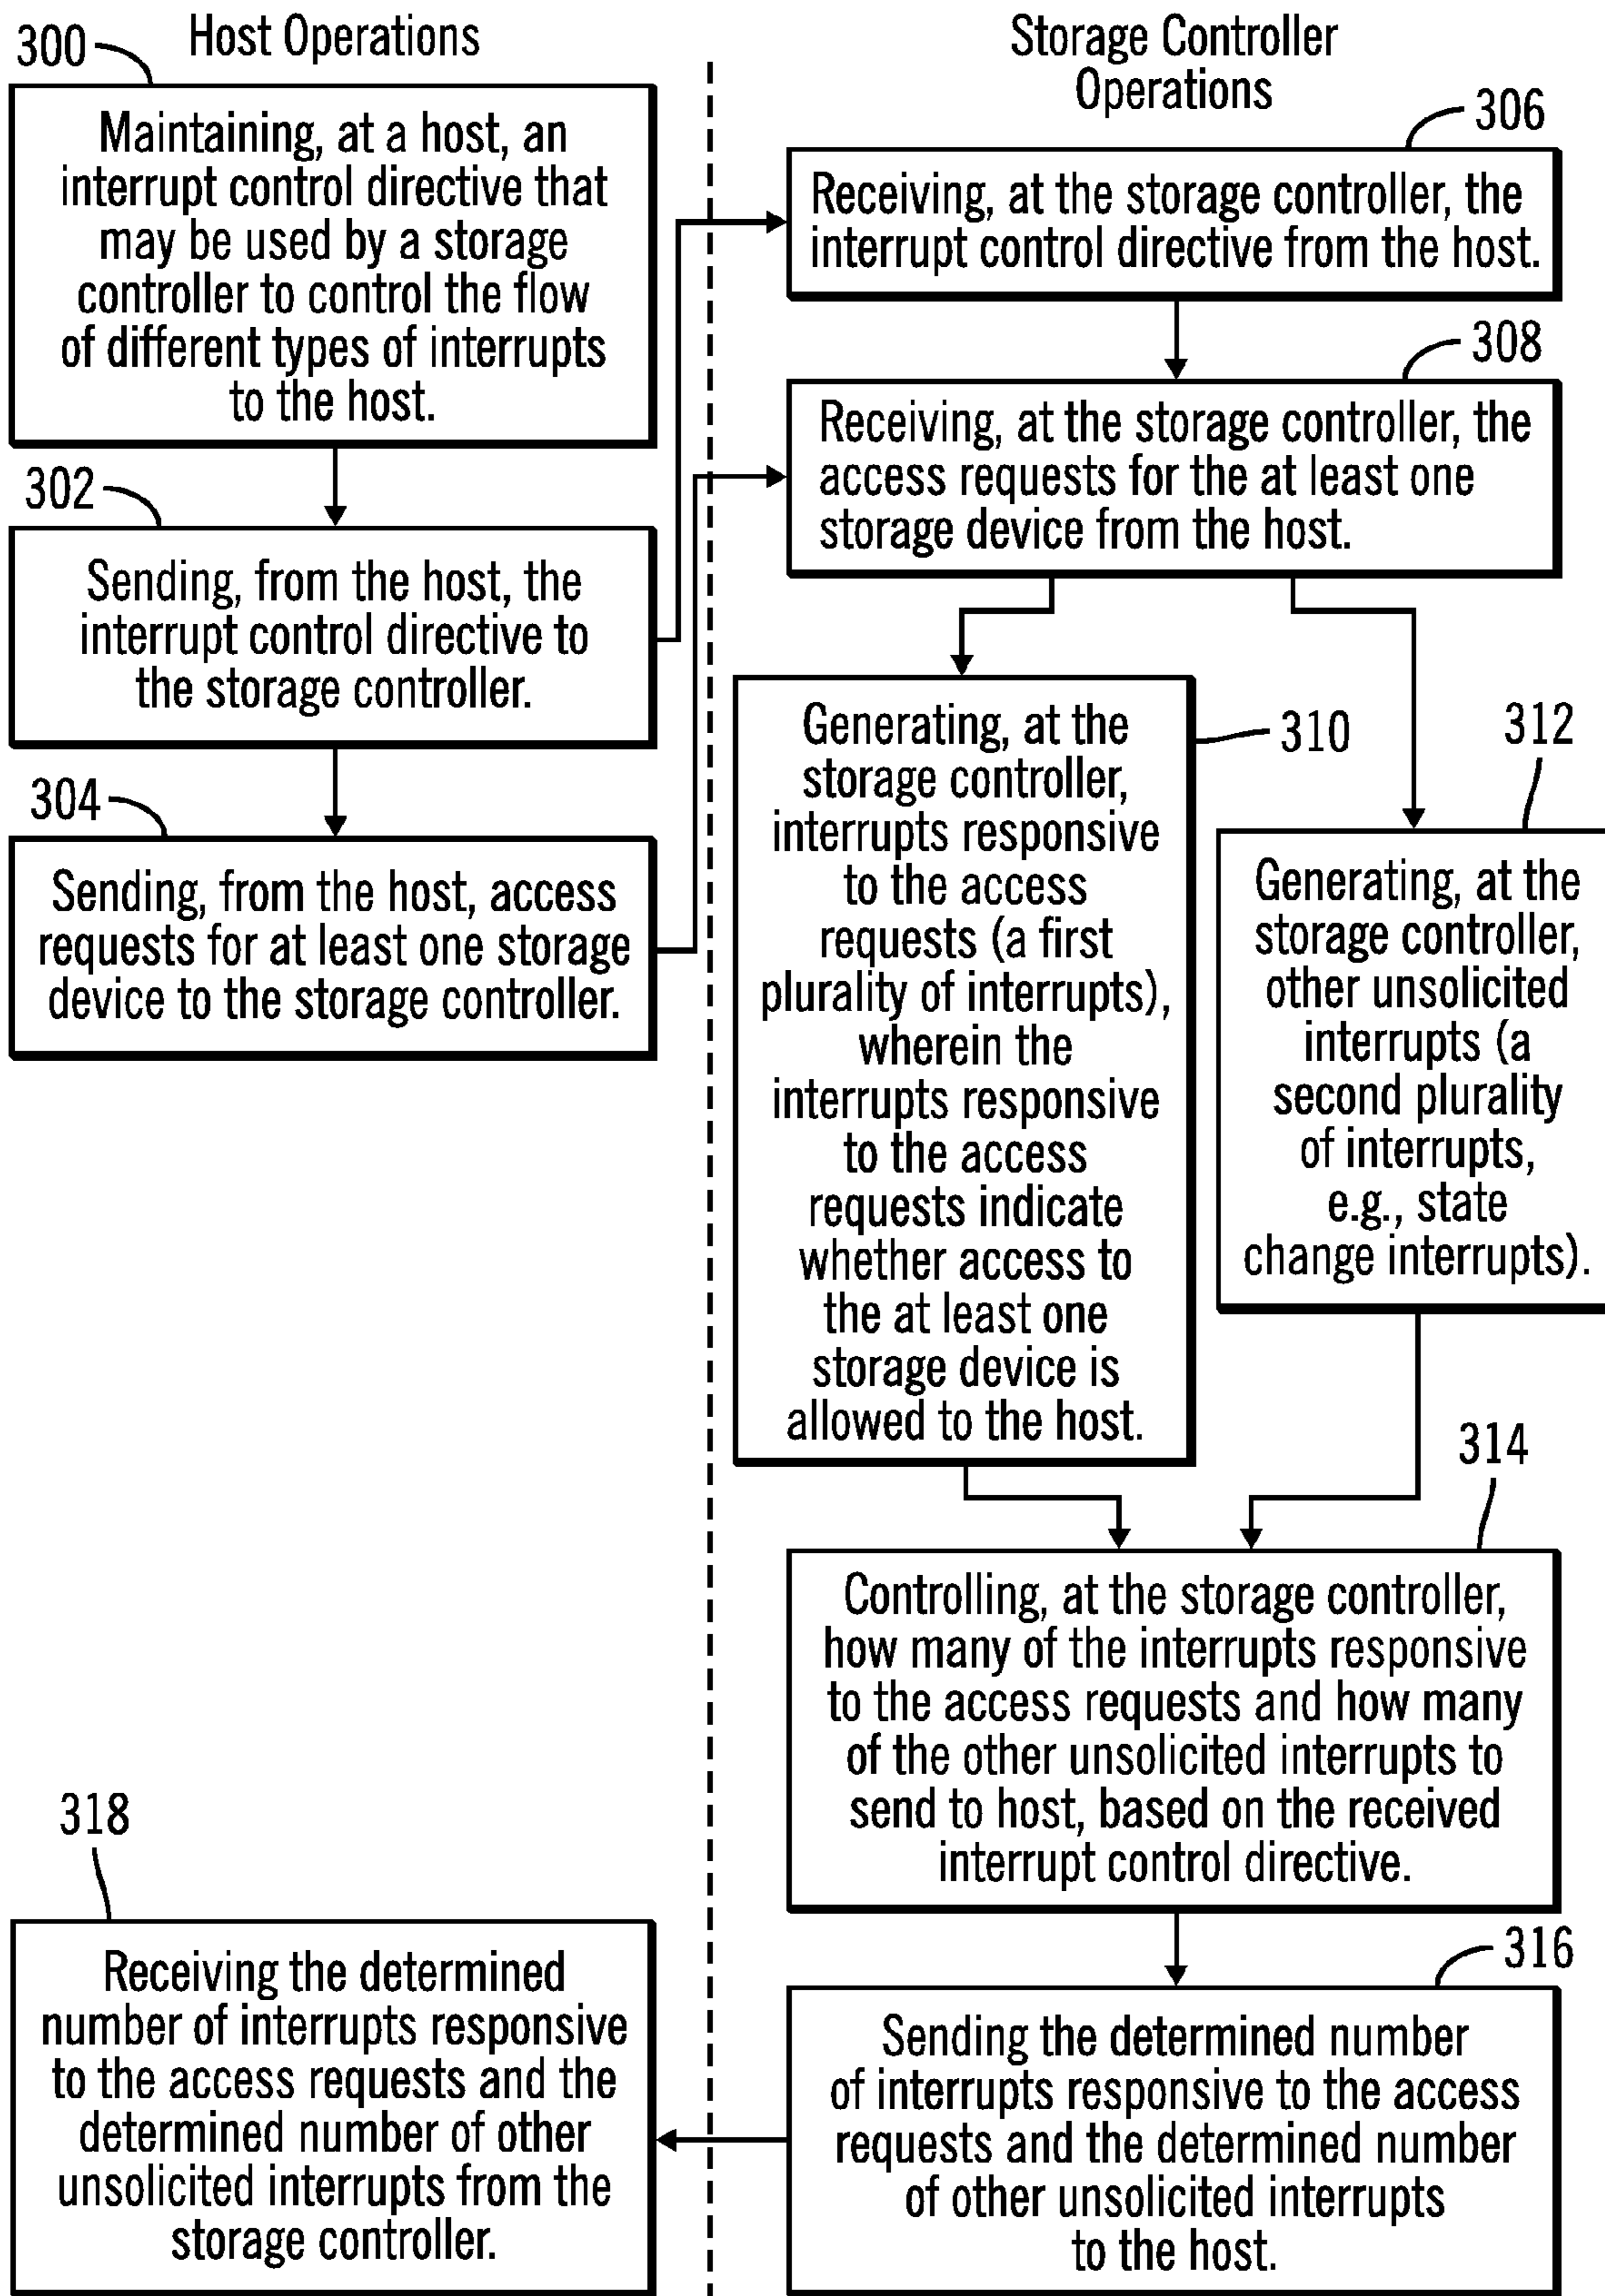 Host Operations
300
Maintaining, at a host, an
interrupt control directive that
may be used by a storage
controller to control the flow
of different types of interrupts
to the host.
302
Sending, from the host, the
interrupt control directive to
the storage controller.
304
Sending, from the host, access
requests for at least one storage
device to the storage controller.
Storage Controller
Operations
306
Receiving, at the storage controller, the
interrupt control directive from the host.
308
Receiving, at the storage controller, the
access requests for the at least one
storage device from the host.
310
Generating, at the
storage controller,
interrupts responsive
to the access
requests (a first
plurality of interrupts),
wherein the
interrupts responsive
to the access
requests indicate
whether access to
the at least one
storage device is
allowed to the host.
312
Generating, at the
storage controller,
other unsolicited
interrupts (a
second plurality
of interrupts,
e.g., state
change interrupts).
314
Controlling, at the storage controller,
how many of the interrupts responsive
to the access requests and how many
of the other unsolicited interrupts to
send to host, based on the received
interrupt control directive.
316
Sending the determined number
of interrupts responsive to the access
requests and the determined number
of other unsolicited interrupts
to the host.
318
Receiving the determined
number of interrupts responsive
to the access requests and the
determined number of other
unsolicited interrupts from the
storage controller.